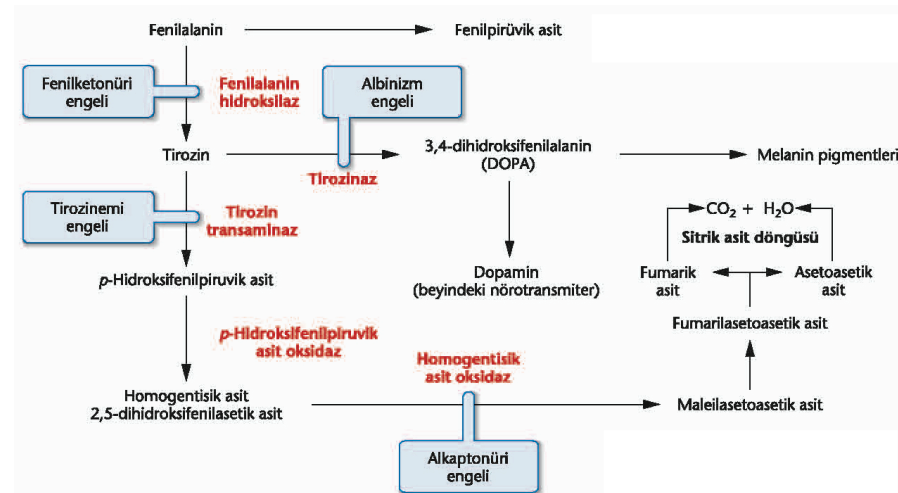 Fenilalanin
Fenilpirüvik asit
Fenilketonüri
engeli
Fenilalanin
hidroksilaz
Albinizm
engeli
Tirozin
Tirozinaz
3,4-dihidroksifenilalanin
(DOPA)
Melanin pigmentleri
Tirozinemi
engeli
Tirozin
transaminaz
CO₂ + H₂O
Sitrik asit döngüsü
Dopamin
(beyindeki nörotransmiter)
Fumarik
asit
Asetoasetik
asit
p-Hidroksifenilpiruvik asit
Fumarilasetoasetik asit
p-Hidroksifenilpiruvik
asit oksidaz
Homogentisik
asit oksidaz
Homogentisik asit
2,5-dihidroksifenilasetik asit
Maleilasetoasetik asit
Alkaptonüri
engeli